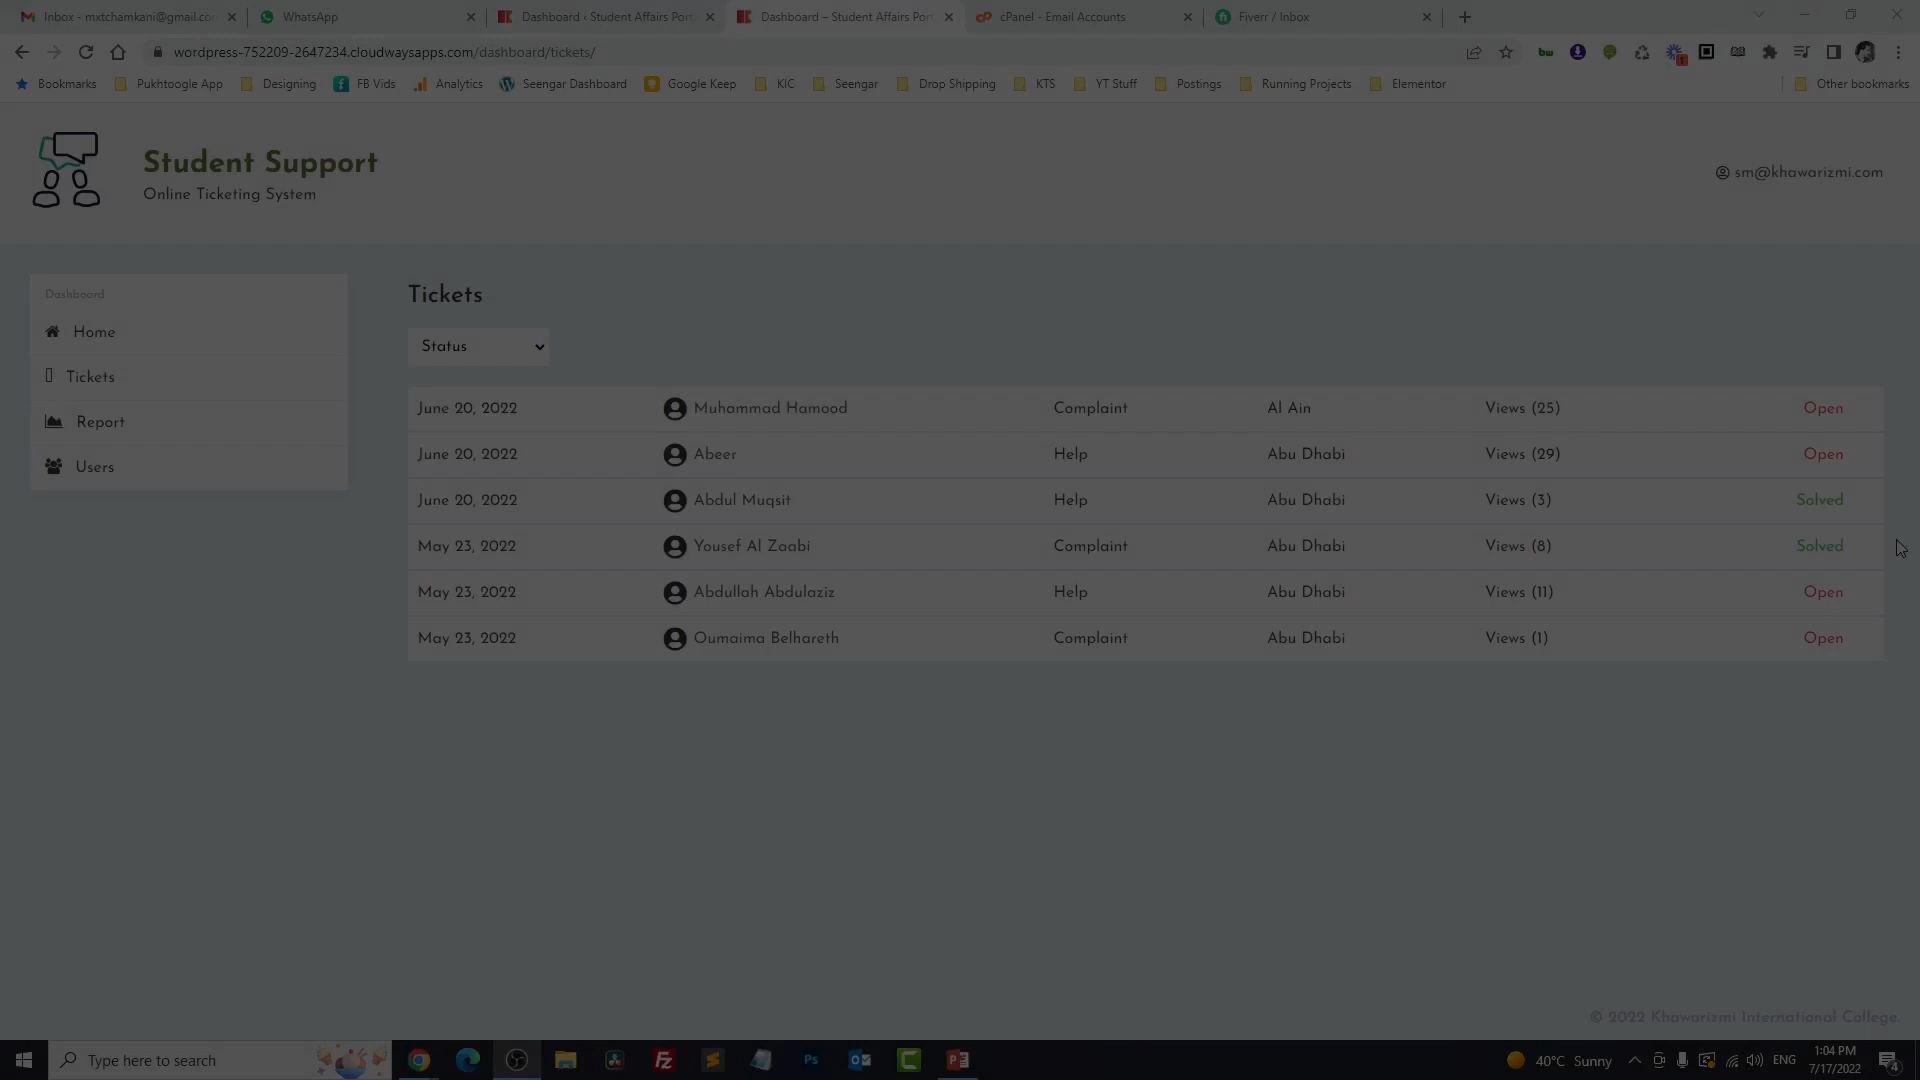 Inbox - mxtchamkani@gmail.co
WhatsApp
Dashboard ‹ Student Affairs Port
Dashboard – Student Affairs Port
cPanel - Email Accounts
Fiverr / Inbox
wordpress-752209-2647234.cloudwaysapps.com/dashboard/tickets/
Bookmarks
Pukhtoogle App
Designing
FB Vids
Analytics
Seengar Dashboard
Google Keep
KIC
Seengar
Drop Shipping
KTS
YT Stuff
Postings
Running Projects
Elementor
Other bookmarks
Student Support
Online Ticketing System
sm@khawarizmi.com
Dashboard
Home
Tickets
Report
Users
Tickets
Status
June 20, 2022 Muhammad Hamood Complaint Al Ain Views (25) Open
June 20, 2022 Abeer Help Abu Dhabi Views (29) Open
June 20, 2022 Abdul Muqsit Help Abu Dhabi Views (3) Solved
May 23, 2022 Yousef Al Zaabi Complaint Abu Dhabi Views (8) Solved
May 23, 2022 Abdullah Abdulaziz Help Abu Dhabi Views (11) Open
May 23, 2022 Oumaima Belhareth Complaint Abu Dhabi Views (1) Open
© 2022 Khawarizmi International College.
Type here to search
40°C Sunny
ENG
1:04 PM
7/17/2022
4